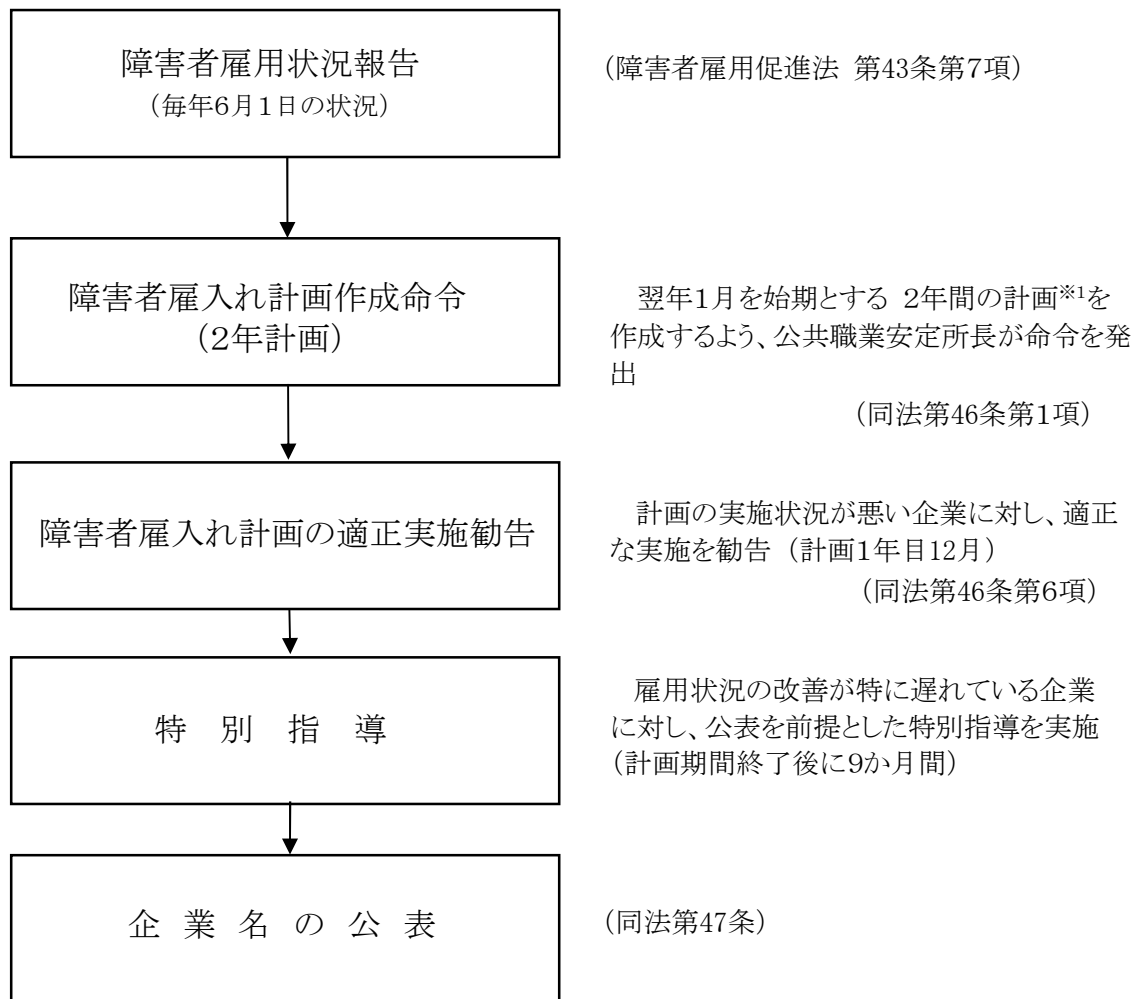 障害者雇用状況報告
（毎年6月1日の状況）
（障害者雇用促進法 第43条第7項）
障害者雇入れ計画作成命令
（2年計画）
翌年1月を始期とする 2年間の計画※1を
作成するよう、公共職業安定所長が命令を発
出
（同法第46条第1項）
障害者雇入れ計画の適正実施勧告
計画の実施状況が悪い企業に対し、適正
な実施を勧告（計画1年目12月）
（同法第46条第6項）
特 別 指 導
雇用状況の改善が特に遅れている企業
に対し、公表を前提とした特別指導を実施
（計画期間終了後に9か月間）
企 業 名 の 公 表
（同法第47条）